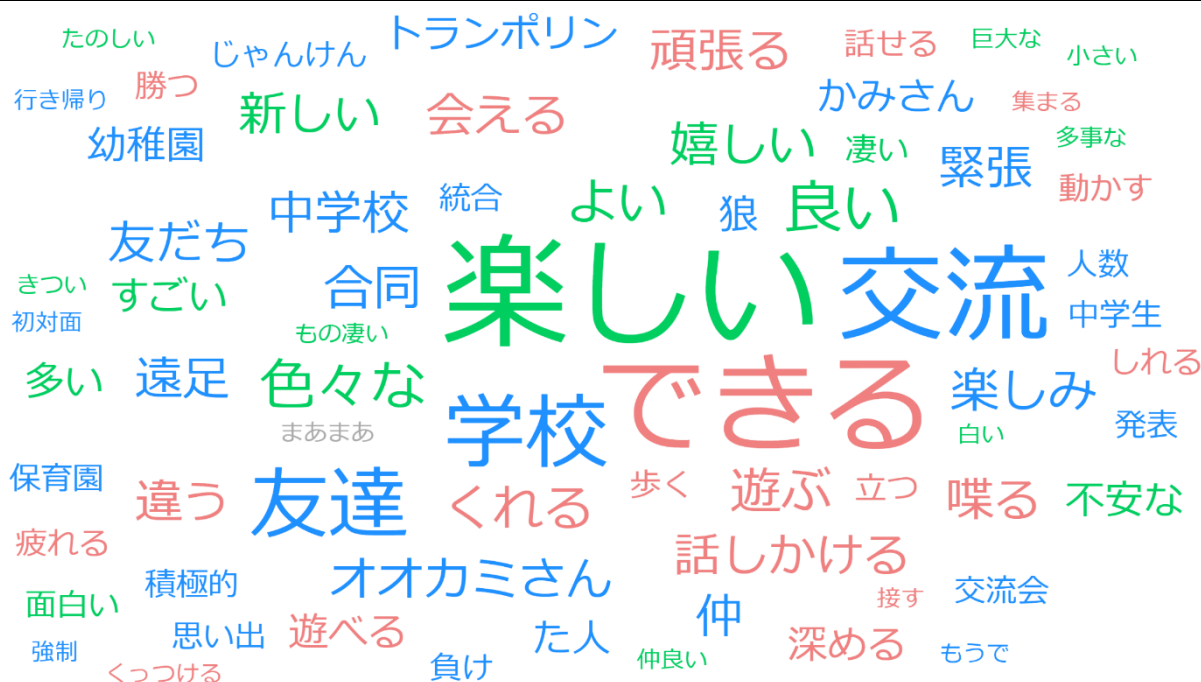 たのしい
じゃんけん
トランポリン
頑張る
話せる
巨大な
小さい
行き帰り
勝つ
新しい
会える
かみさん
集まる
幼稚園
嬉しい
凄い
緊張
多事な
動かす
中学校
統合
よい
狼
良い
友だち
楽しい
交流
人数
きつい
すごい
合同
中学生
初対面
もの凄い
多い
遠足
色々な
できる
楽しみ
しれる
まあまあ
学校
白い
発表
保育園
違う
友達
くれる
歩く
遊ぶ
立つ
喋る
不安な
疲れる
話しかける
面白い
積極的
オオカミさん
仲
接す
交流会
強制
思い出
遊べる
た人
仲良い
深める
もうで
くっつける
負け